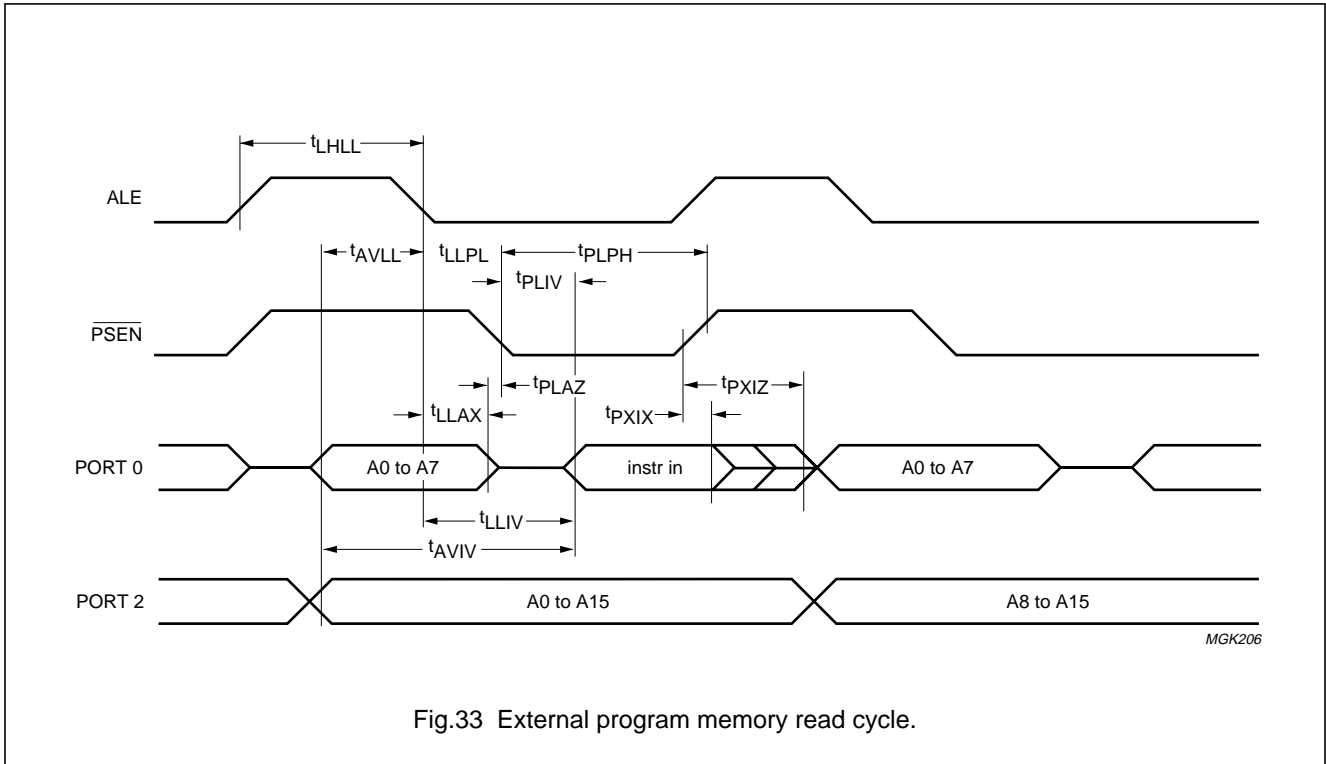 tLHLL
ALE
tAVLL tLLPL tPLPH
tPLIV
PSEN
tPLAZ tPXIZ
tLLAX tPXIX
PORT 0 A0 to A7 instr in A0 to A7
tLLIV
tAVIV
PORT 2 A0 to A15 A8 to A15
MGK206
Fig.33 External program memory read cycle.